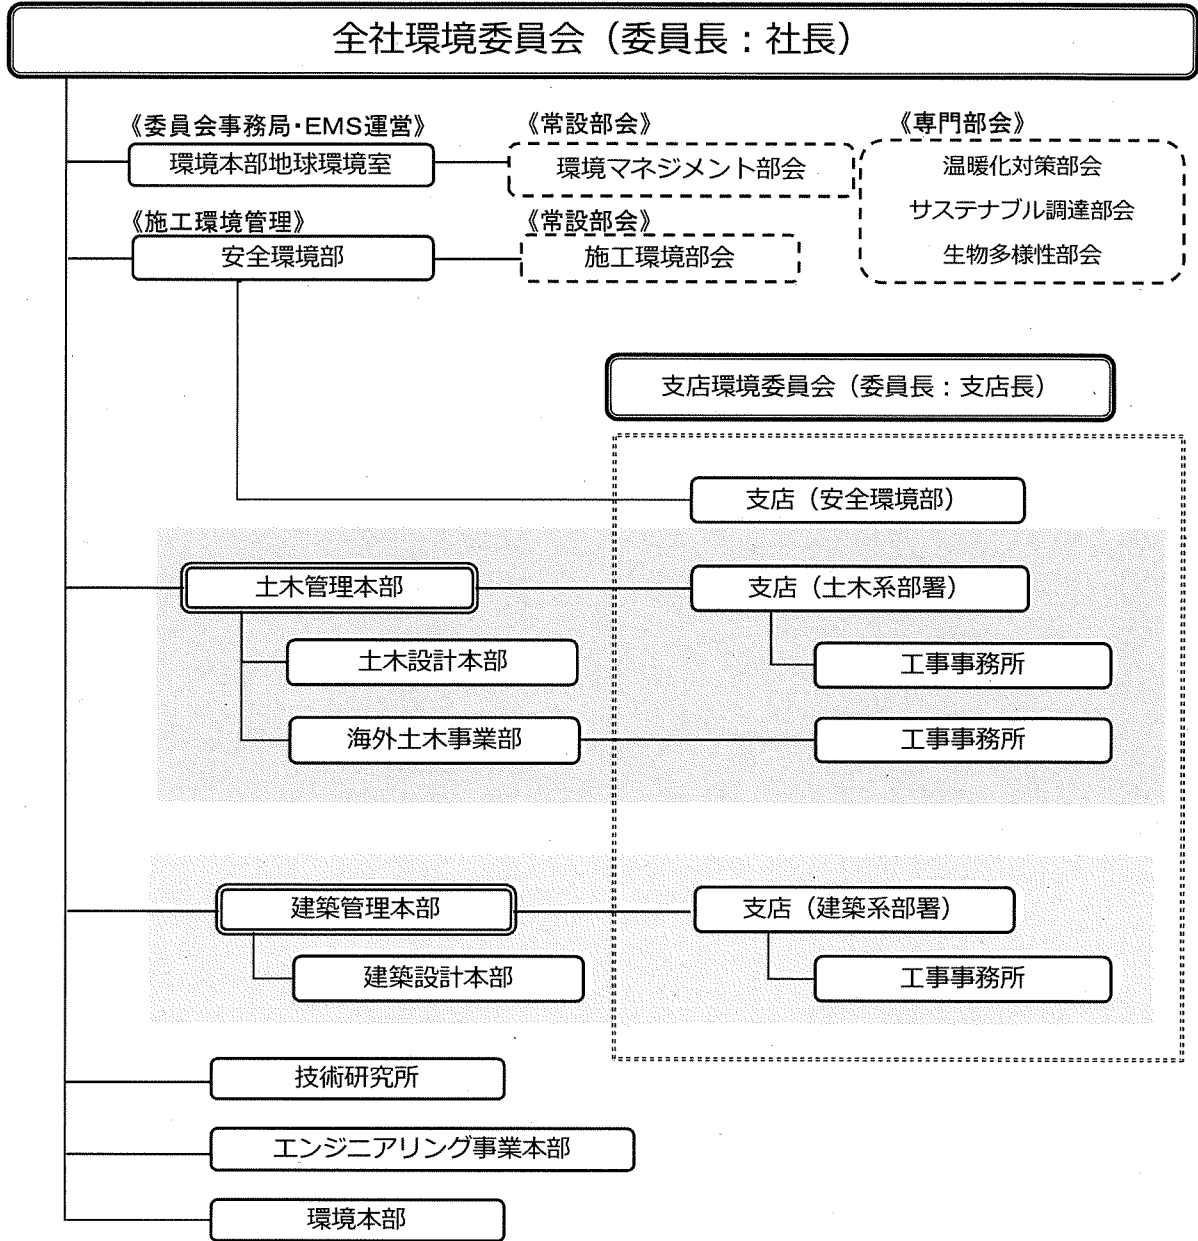 全社環境委員会（委員長：社長）
《委員会事務局・EMS運営》
環境本部地球環境室
《常設部会》
環境マネジメント部会
《専門部会》
温暖化対策部会
サステナブル調達部会
生物多様性部会
《施工環境管理》
安全環境部
《常設部会》
施工環境部会
支店環境委員会（委員長：支店長）
支店（安全環境部）
土木管理本部
支店（土木系部署）
土木設計本部
工事事務所
海外土木事業部
工事事務所
建築管理本部
支店（建築系部署）
建築設計本部
工事事務所
技術研究所
エンジニアリング事業本部
環境本部